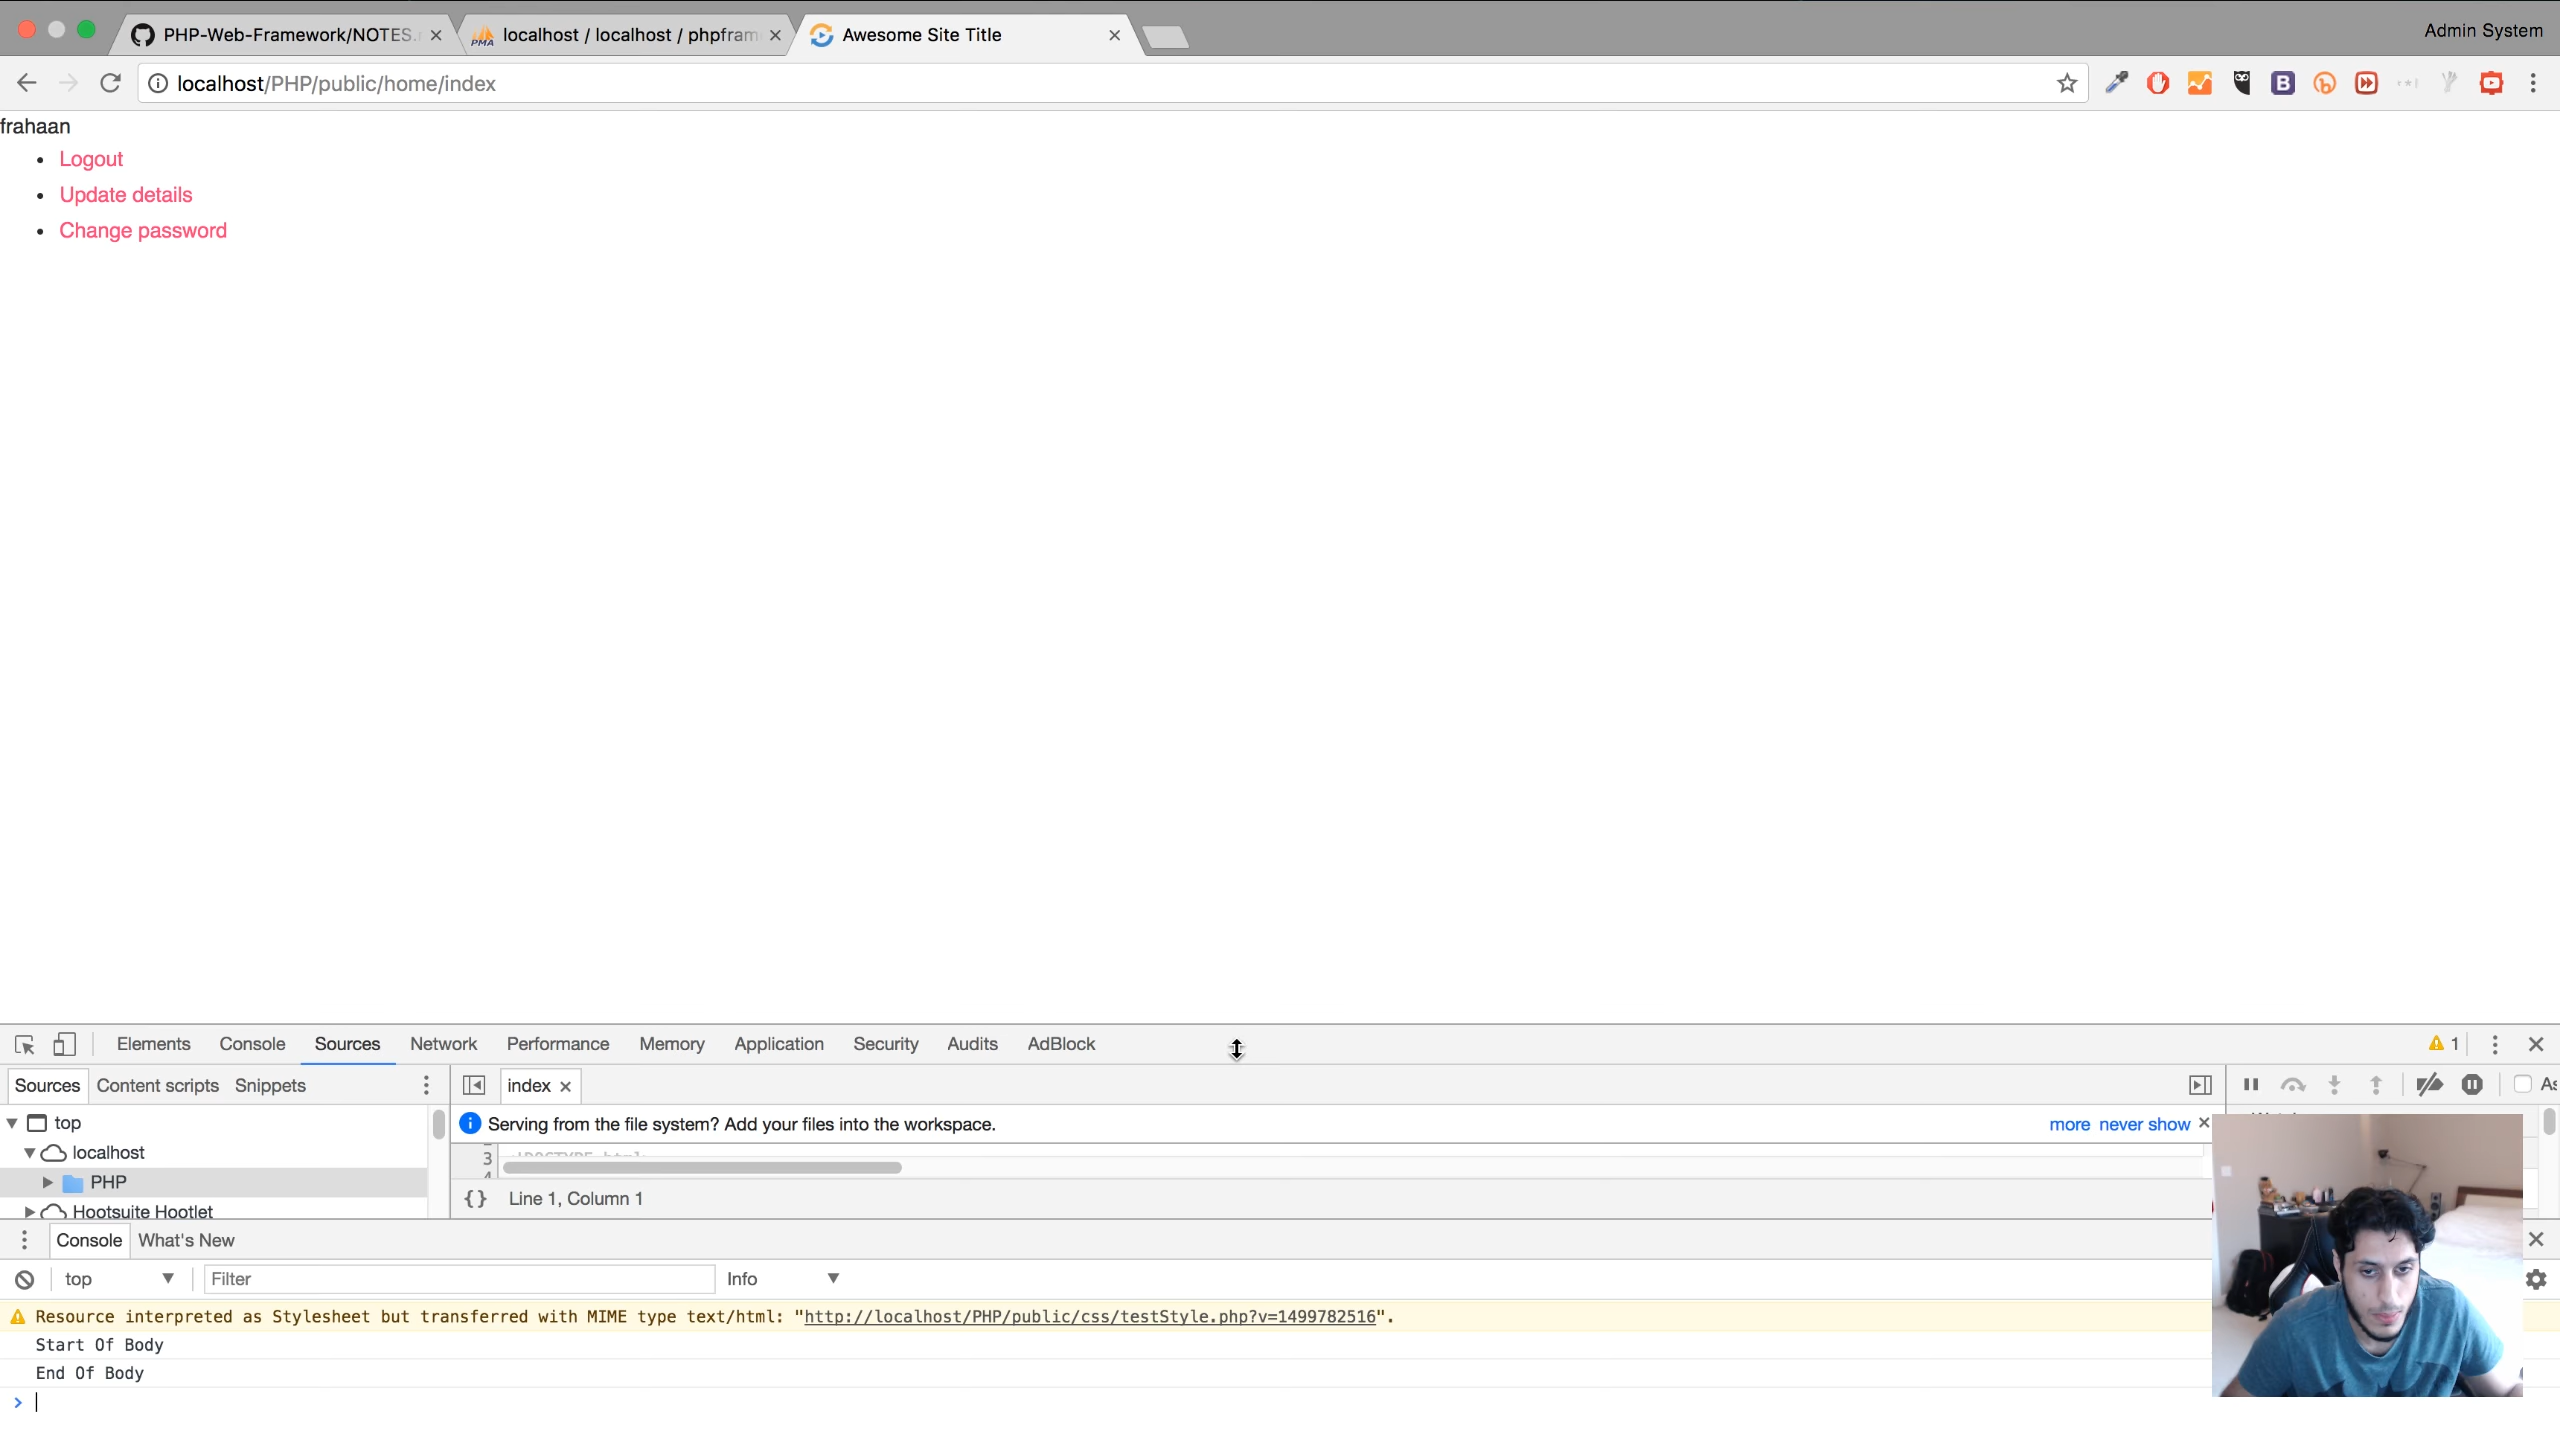 PHP-Web-Framework/NOTES.
localhost / localhost / phpfram
Awesome Site Title
Admin System
localhost/PHP/public/home/index
frahaan
Logout
Update details
Change password
Elements Console Sources Network Performance Memory Application Security Audits AdBlock
1
Sources Content scripts Snippets
index
top
Serving from the file system? Add your files into the workspace.
more never show
localhost
3
PHP
{} Line 1, Column 1
Hootsuite Hootlet
Console What's New
top
Filter
Info
Resource interpreted as Stylesheet but transferred with MIME type text/html: "http://localhost/PHP/public/css/testStyle.php?v=1499782516".
Start Of Body
End Of Body